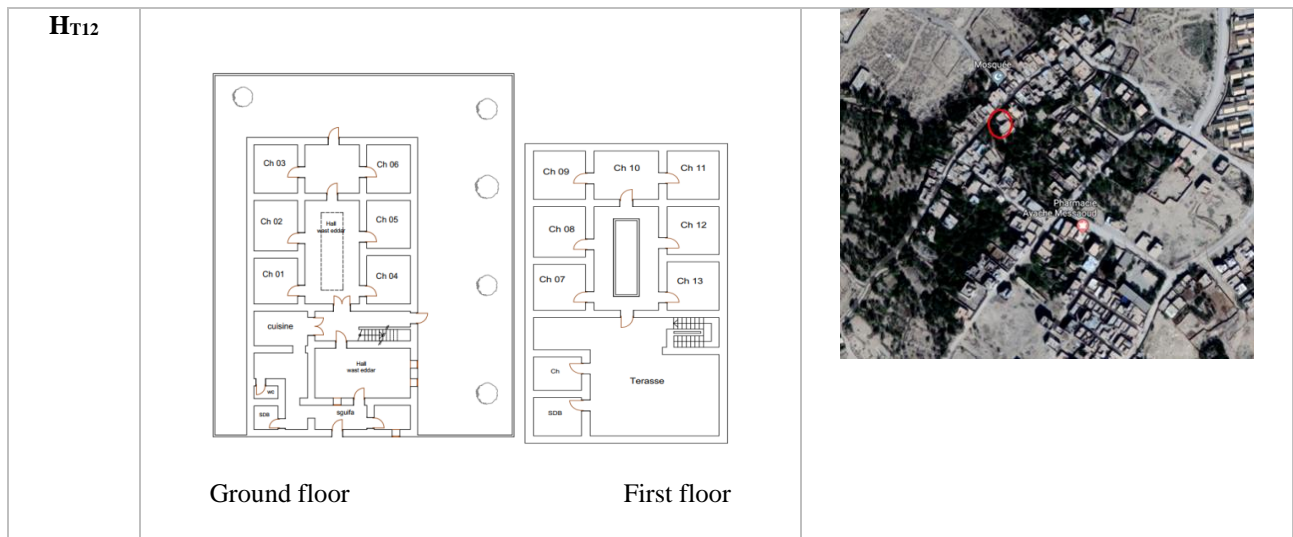 HT12
Ch 03
Ch 06
Ch 02
Hall
wast eddar
Ch 05
Ch 01
Ch 04
cuisine
Hall
wast eddar
wc
SDB
sguifa
Ground floor
Ch 09
Ch 10
Ch 11
Ch 08
Ch 12
Ch 07
Ch 13
Ch
Terasse
SDB
First floor
Mosquée
Pharmacie
Ayache Messaoud